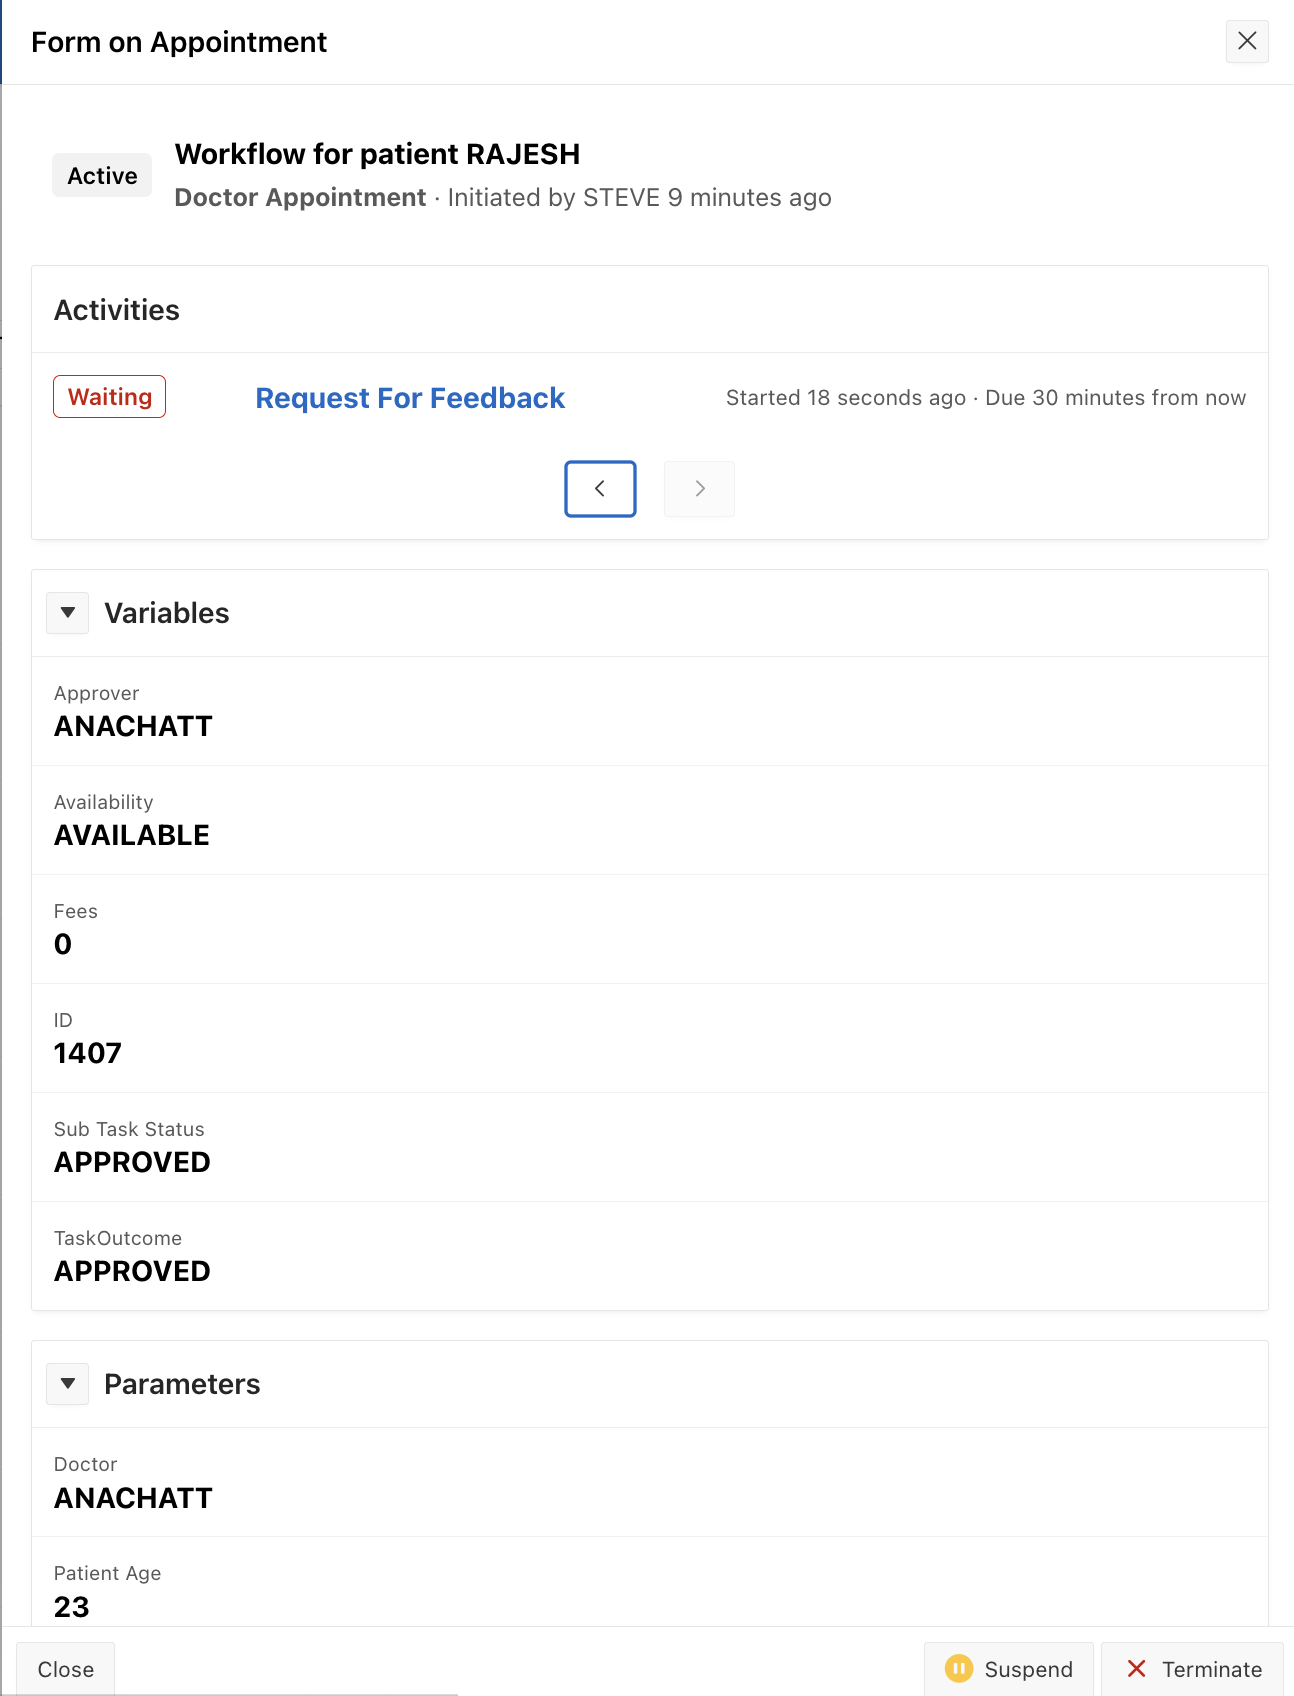 Form on Appointment
Active
Workflow for patient RAJESH
Doctor Appointment · Initiated by STEVE 9 minutes ago
Activities
Waiting
Request For Feedback
Started 18 seconds ago · Due 30 minutes from now
Variables
Approver
ANACHATT
Availability
AVAILABLE
Fees
0
ID
1407
Sub Task Status
APPROVED
TaskOutcome
APPROVED
Parameters
Doctor
ANACHATT
Patient Age
23
Close
Suspend
Terminate